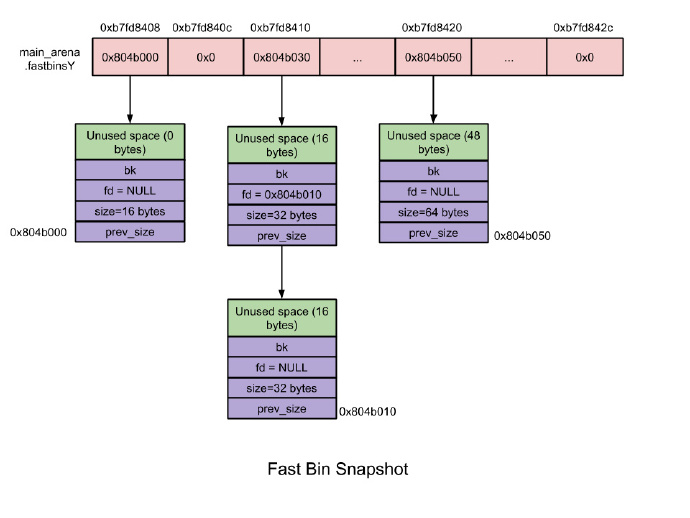 0xb7fd8408 0xb7fd840c 0xb7fd8410 0xb7fd8420 0xb7fd842c
main_arena
.fastbinsY
0x804b000 0x0 0x804b030 ... 0x804b050 ... 0x0
Unused space (0
bytes)
bk
fd = NULL
size=16 bytes
prev_size
0x804b000
Unused space (16
bytes)
bk
fd = 0x804b010
size=32 bytes
prev_size
Unused space (48
bytes)
bk
fd = NULL
size=64 bytes
prev_size
0x804b050
Unused space (16
bytes)
bk
fd = NULL
size=32 bytes
prev_size
0x804b010
Fast Bin Snapshot